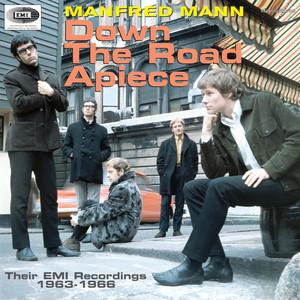 EMI
MANFRED MANN
Down
The Road
Apiece
Their EMI Recordings
1963-1966